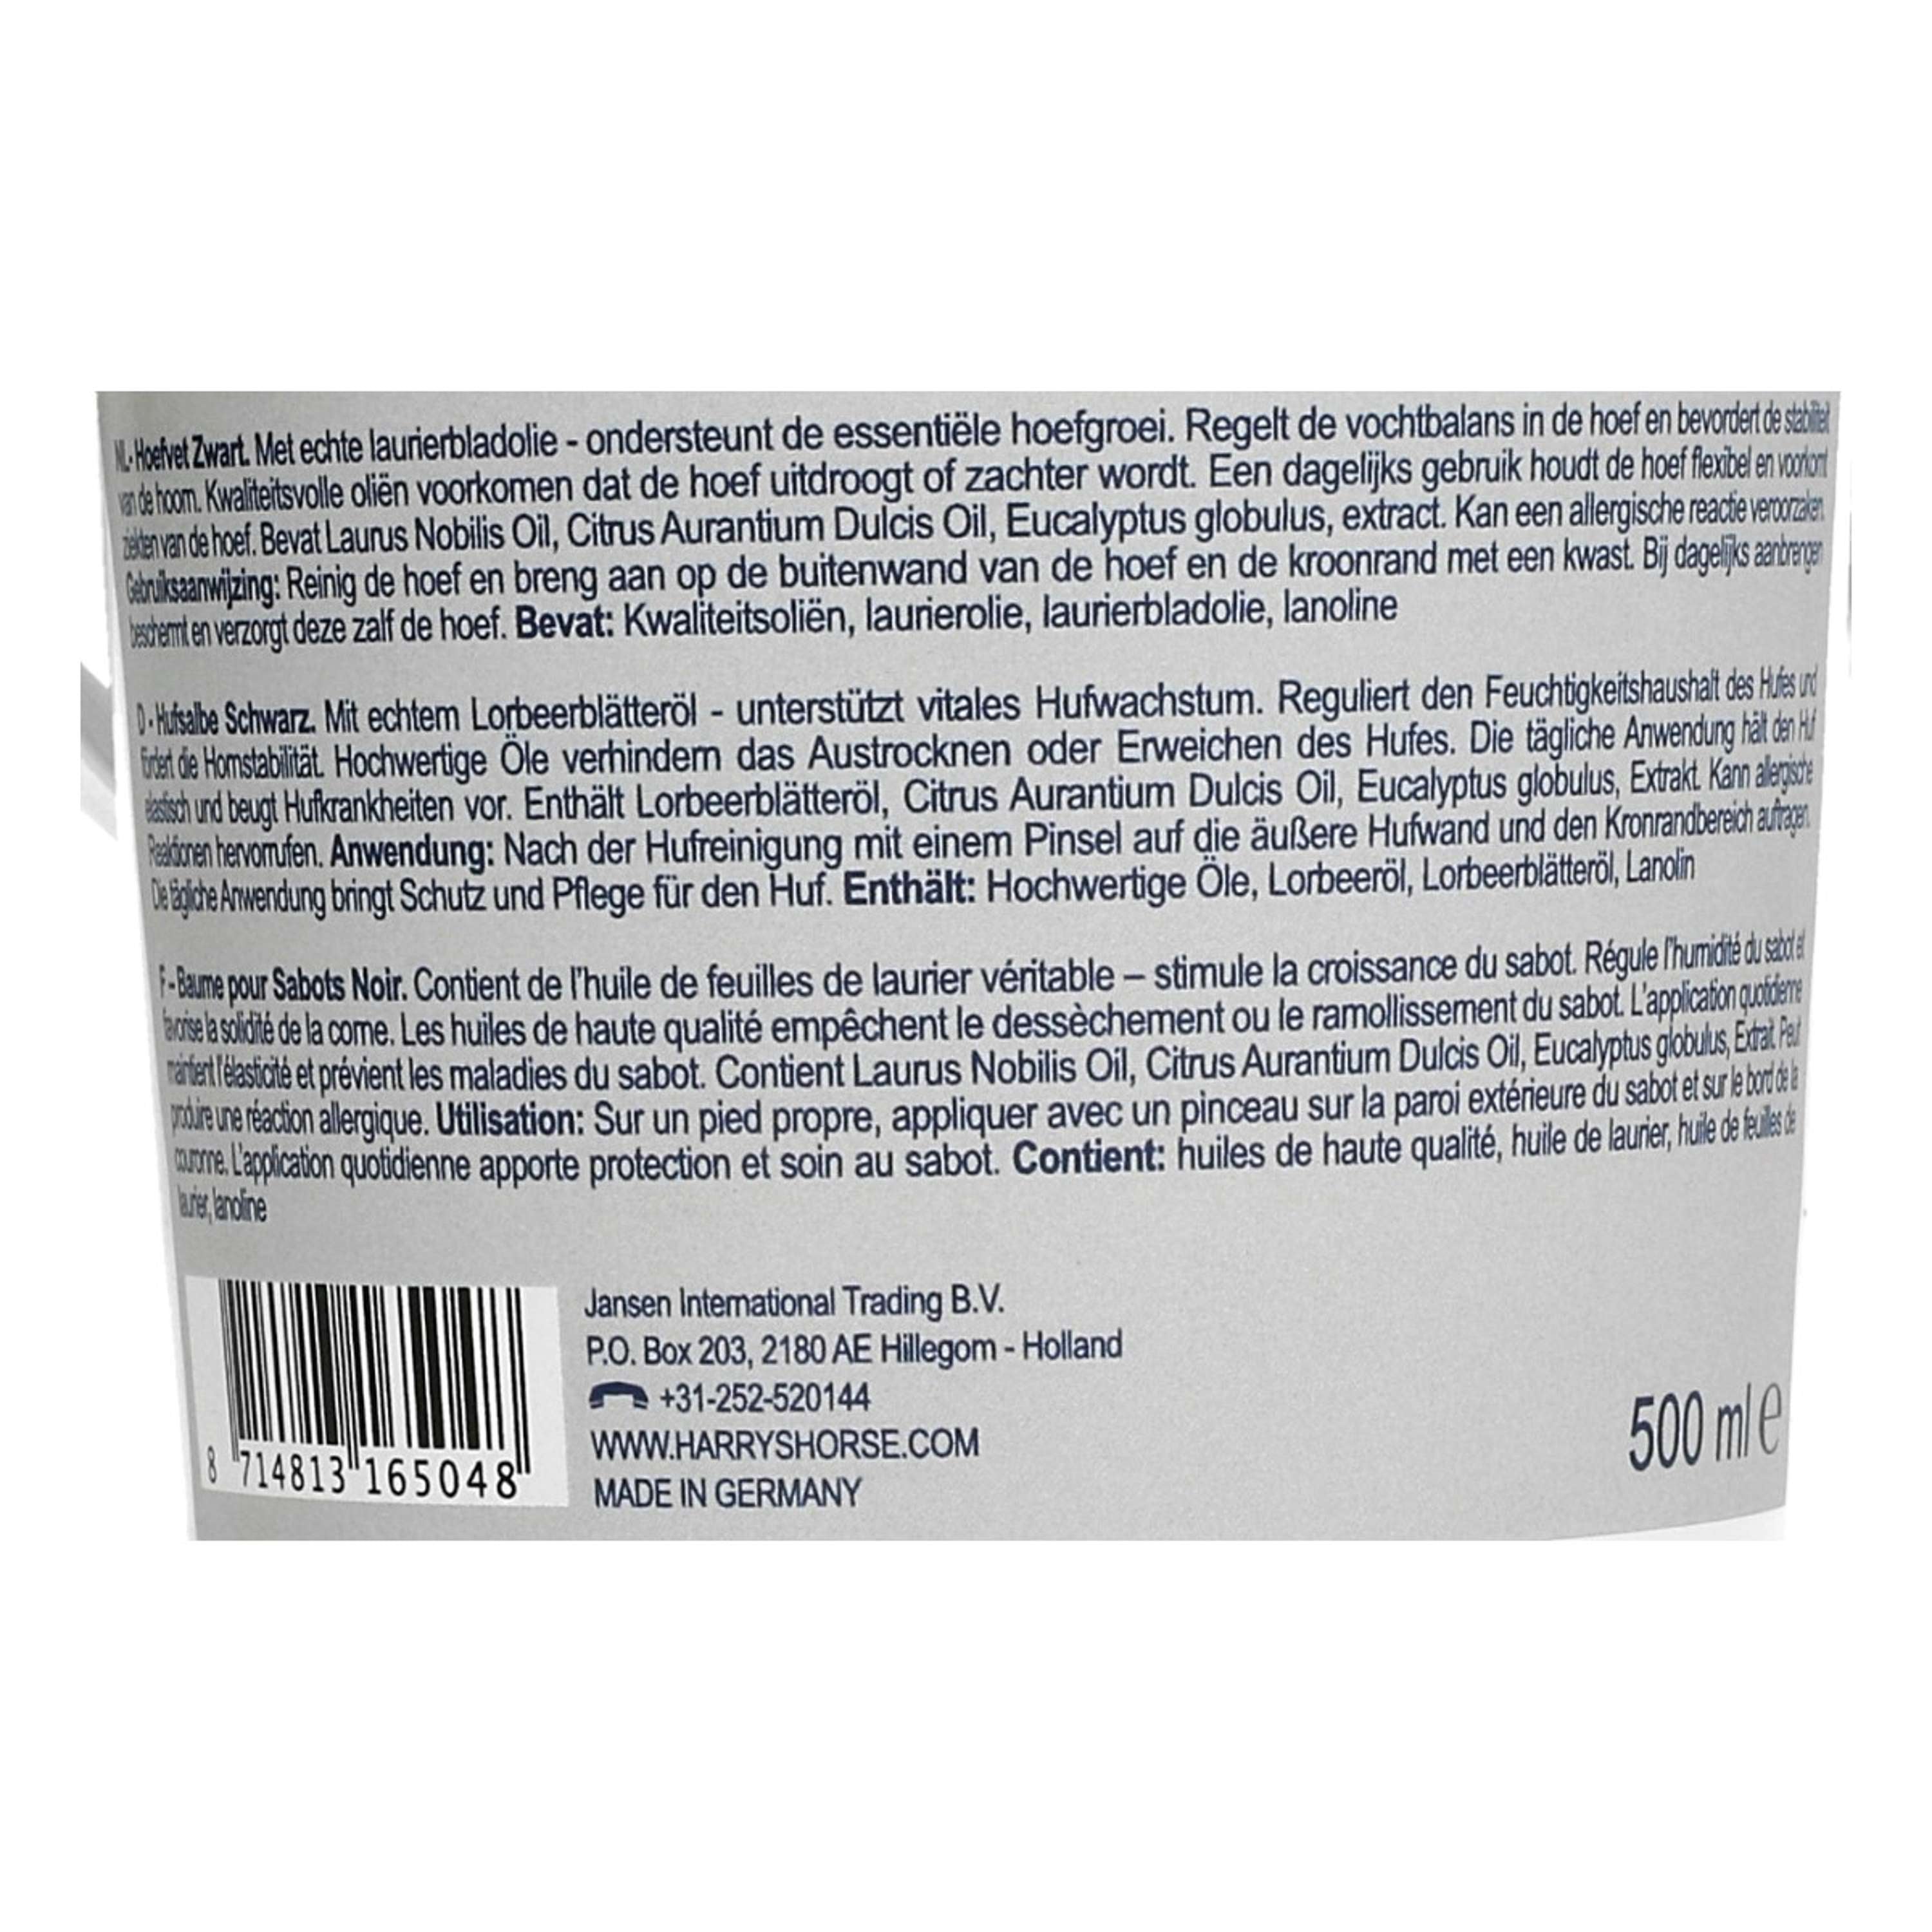 NL- Hoefvet Zwart. Met echte laurierbladolie - ondersteunt de essentiële hoefgroei. Regelt de vochtbalans in de hoef en bevordert de stabiliteit
van de hoorn. Kwaliteitsvolle oliën voorkomen dat de hoef uitdroogt of zachter wordt. Een dagelijks gebruik houdt de hoef flexibel en voorkomt
ziekten van de hoef. Bevat Laurus Nobilis Oil, Citrus Aurantium Dulcis Oil, Eucalyptus globulus, extract. Kan een allergische reactie veroorzaken.
Gebruiksaanwijzing: Reinig de hoef en breng aan op de buitenwand van de hoef en de kroonrand met een kwast. Bij dagelijks aanbrengen
beschermt en verzorgt deze zalf de hoef. Bevat: Kwaliteitsoliën, laurierolie, laurierbladolie, lanoline
D - Hufsalbe Schwarz. Mit echtem Lorbeerblätteröl - unterstützt vitales Hufwachstum. Reguliert den Feuchtigkeitshaushalt des Hufes und
fördert die Hornstabilität. Hochwertige Öle verhindern das Austrocknen oder Erweichen des Hufes. Die tägliche Anwendung hält den Huf
elastisch und beugt Hufkrankheiten vor. Enthält Lorbeerblätteröl, Citrus Aurantium Dulcis Oil, Eucalyptus globulus, Extrakt. Kann allergische
Reaktionen hervorrufen. Anwendung: Nach der Hufreinigung mit einem Pinsel auf die äußere Hufwand und den Kronrandbereich auftragen.
Die tägliche Anwendung bringt Schutz und Pflege für den Huf. Enthält: Hochwertige Öle, Lorbeeröl, Lorbeerblätteröl, Lanolin
F - Baume pour Sabots Noir. Contient de l'huile de feuilles de laurier véritable – stimule la croissance du sabot. Régule l'humidité du sabot et
favorise la solidité de la corne. Les huiles de haute qualité empêchent le dessèchement ou le ramollissement du sabot. L'application quotidienne
maintient l'élasticité et prévient les maladies du sabot. Contient Laurus Nobilis Oil, Citrus Aurantium Dulcis Oil, Eucalyptus globulus, Extrait. Peut
produire une réaction allergique. Utilisation: Sur un pied propre, appliquer avec un pinceau sur la paroi extérieure du sabot et sur le bord de la
couronne. L'application quotidienne apporte protection et soin au sabot. Contient: huiles de haute qualité, huile de laurier, huile de feuilles de
laurier, lanoline
Jansen International Trading B.V.
P.O. Box 203, 2180 AE Hillegom - Holland
+31-252-520144
WWW.HARRYSHORSE.COM
MADE IN GERMANY
8 714813 165048
500 ml e